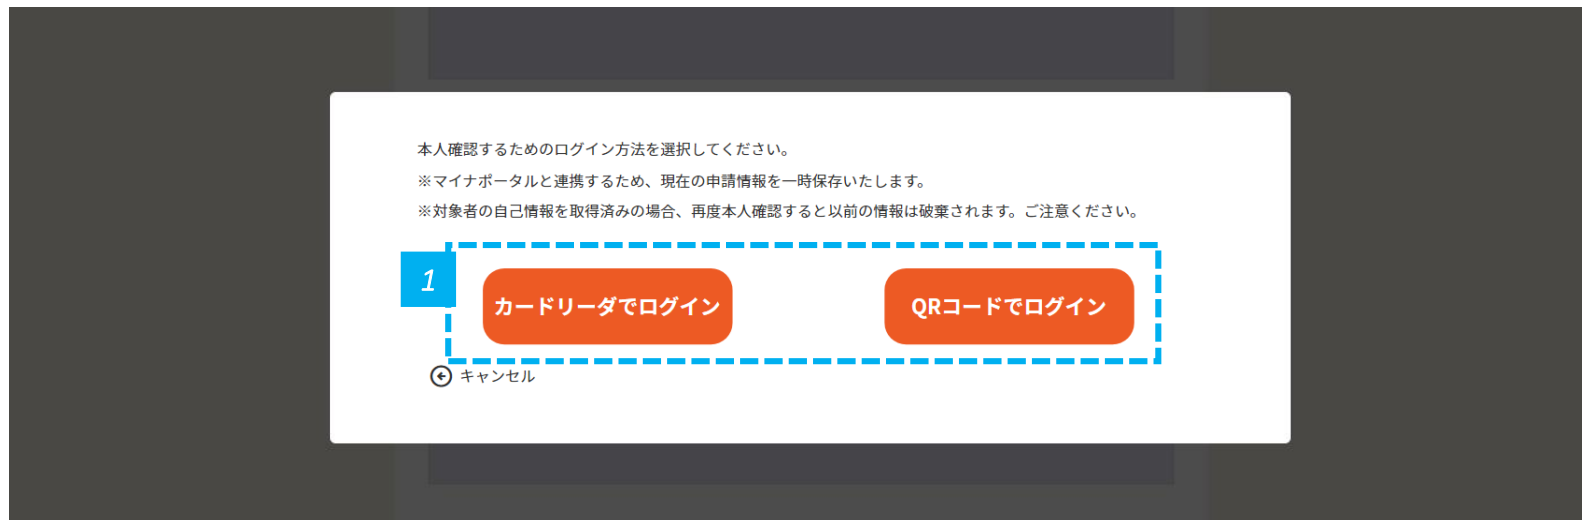 本人確認するためのログイン方法を選択してください。
※マイナポータルと連携するため、現在の申請情報を一時保存いたします。
※対象者の自己情報を取得済みの場合、再度本人確認すると以前の情報は破棄されます。ご注意ください。
1
カードリーダでログイン
QRコードでログイン
キャンセル